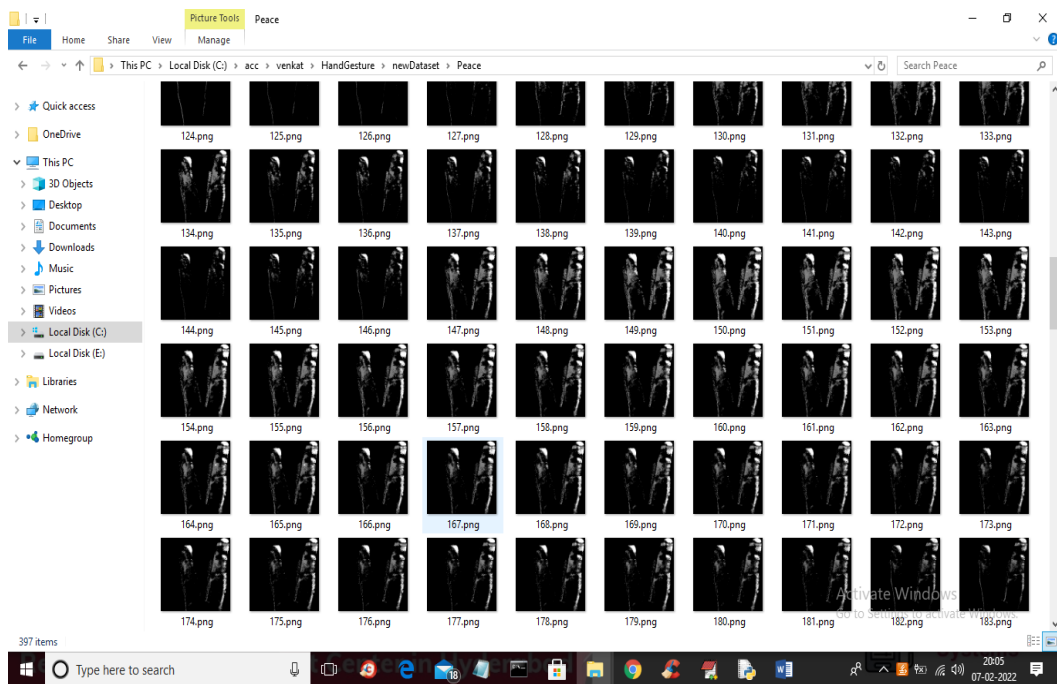 Picture Tools Peace
File Home Share View Manage
This PC > Local Disk (C:) > acc > venkat > HandGesture > newDataset > Peace
Search Peace
Quick access
OneDrive
This PC
3D Objects
Desktop
Documents
Downloads
Music
Pictures
Videos
Local Disk (C:)
Local Disk (E:)
Libraries
Network
Homegroup
124.png 125.png 126.png 127.png 128.png 129.png 130.png 131.png 132.png 133.png
134.png 135.png 136.png 137.png 138.png 139.png 140.png 141.png 142.png 143.png
144.png 145.png 146.png 147.png 148.png 149.png 150.png 151.png 152.png 153.png
154.png 155.png 156.png 157.png 158.png 159.png 160.png 161.png 162.png 163.png
164.png 165.png 166.png 167.png 168.png 169.png 170.png 171.png 172.png 173.png
174.png 175.png 176.png 177.png 178.png 179.png 180.png 181.png 182.png 183.png
Activate Windows
Go to Settings to activate Windows.
397 items
Type here to search
18
20:05
07-02-2022